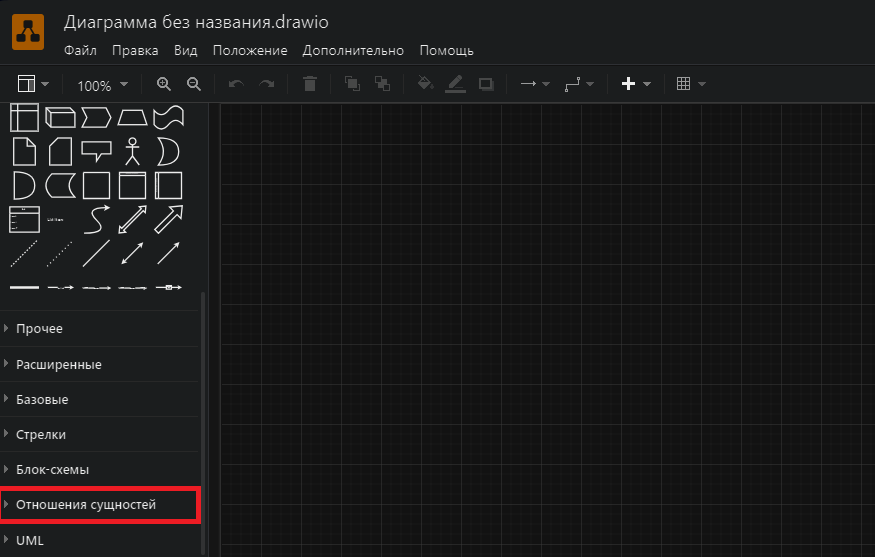 Диаграмма без названия.drawio
Файл Правка Вид Положение Дополнительно Помощь
100%
Прочее
Расширенные
Базовые
Стрелки
Блок-схемы
Отношения сущностей
UML